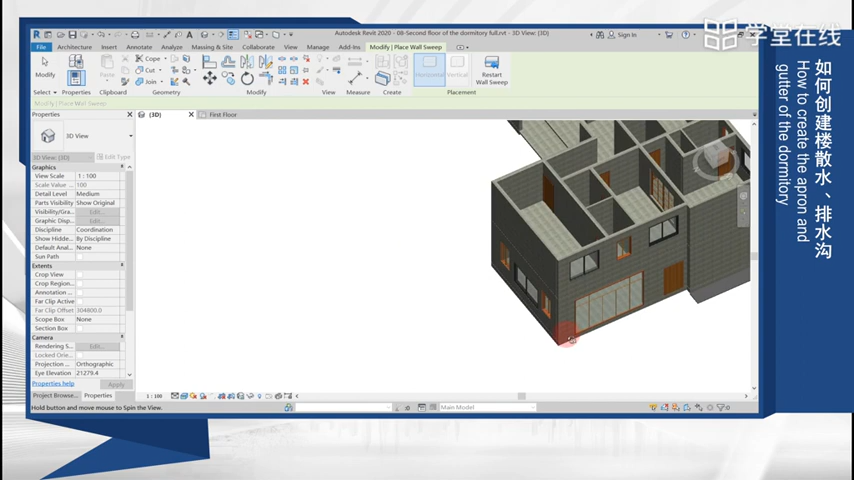 学堂在线
如何创建楼散水、排水沟
How to create the apron and
gutter of the dormitory
Autodesk Revit 2020 - 08-Second floor of the dormitory full.rvt - 3D View: {3D}
Sign In
File Architecture Insert Annotate Analyze Massing & Site Collaborate View Manage Add-Ins Modify | Place Wall Sweep
Modify
Paste
Cope
Cut
Join
Horizontal Vertical
Restart
Wall Sweep
Select Properties Clipboard Geometry Modify View Measure Create Placement
Modify | Place Wall Sweep
Properties
{3D}
First Floor
3D View
3D View: {3D}
Edit Type
Graphics
View Scale 1 : 100
Scale Value ... 100
Detail Level Medium
Parts Visibility Show Original
Visibility/Gra... Edit...
Graphic Disp... Edit...
Discipline Coordination
Show Hidde... By Discipline
Default Anal... None
Sun Path
Extents
Crop View
Crop Region...
Annotation ...
Far Clip Active
Far Clip Offset 304800.0
Scope Box None
Section Box
Camera
Rendering S... Edit...
Locked Orie...
Projection ... Orthographic
Eye Elevation 21279.4
Properties help
Apply
Project Browse... Properties
1 : 100
Hold button and move mouse to Spin the View.
Main Model